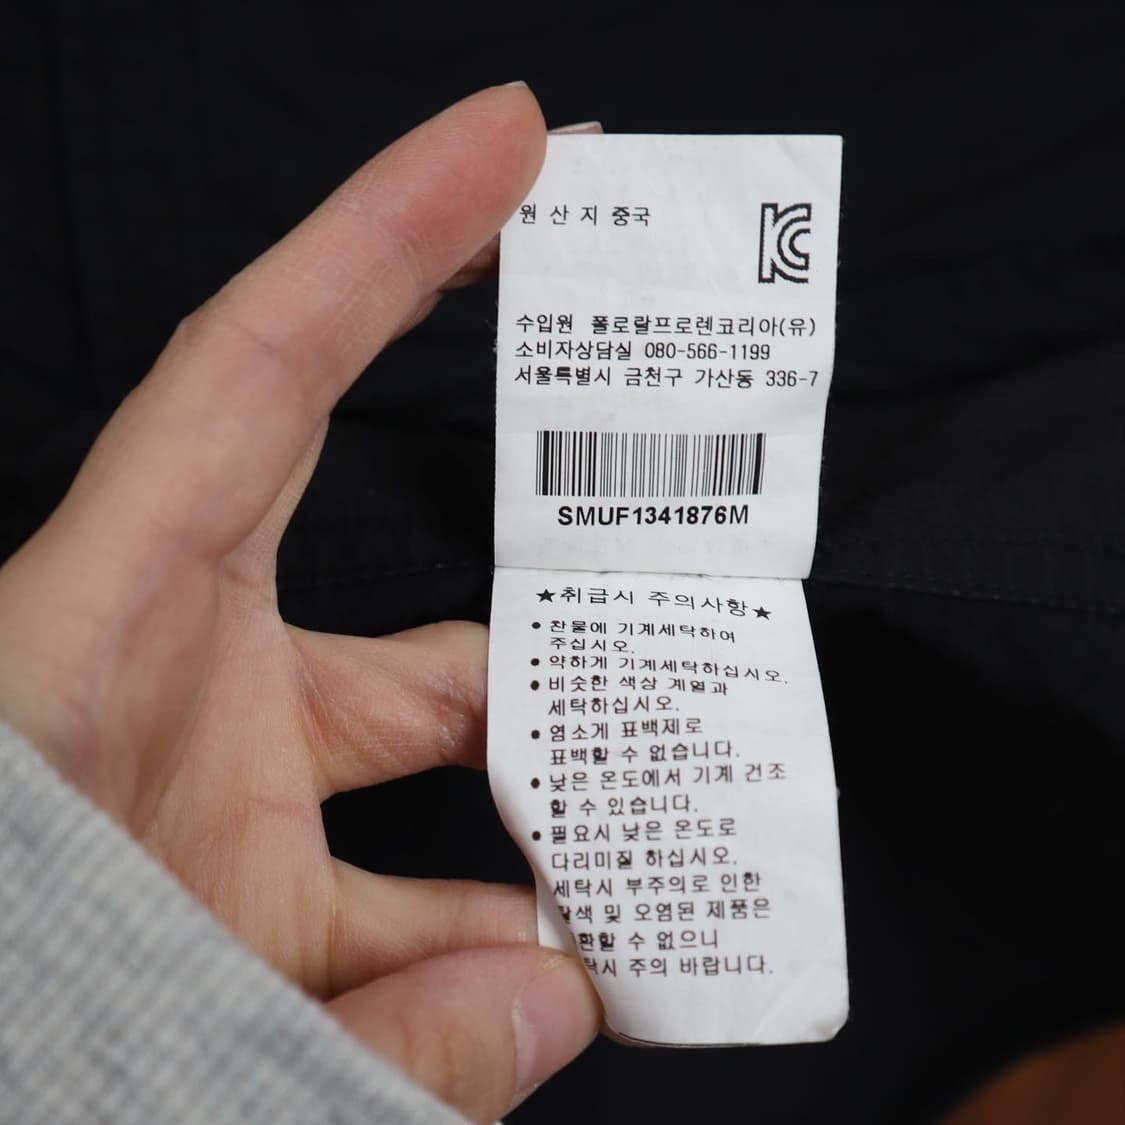 원 산 지 중국
KC
수입원 폴로랄프로렌코리아(유)
소비자상담실 080-566-1199
서울특별시 금천구 가산동 336-7
SMUF1341876M
★취급시 주의사항★
• 찬물에 기계세탁하여
주십시오.
• 약하게 기계세탁하십시오.
• 비슷한 색상 계열과
세탁하십시오.
• 염소게 표백제로
표백할 수 없습니다.
• 낮은 온도에서 기계 건조
할 수 있습니다.
• 필요시 낮은 온도로
다리미질 하십시오.
세탁시 부주의로 인한
및 오염된 제품은
수 없으니
주의 바랍니다.